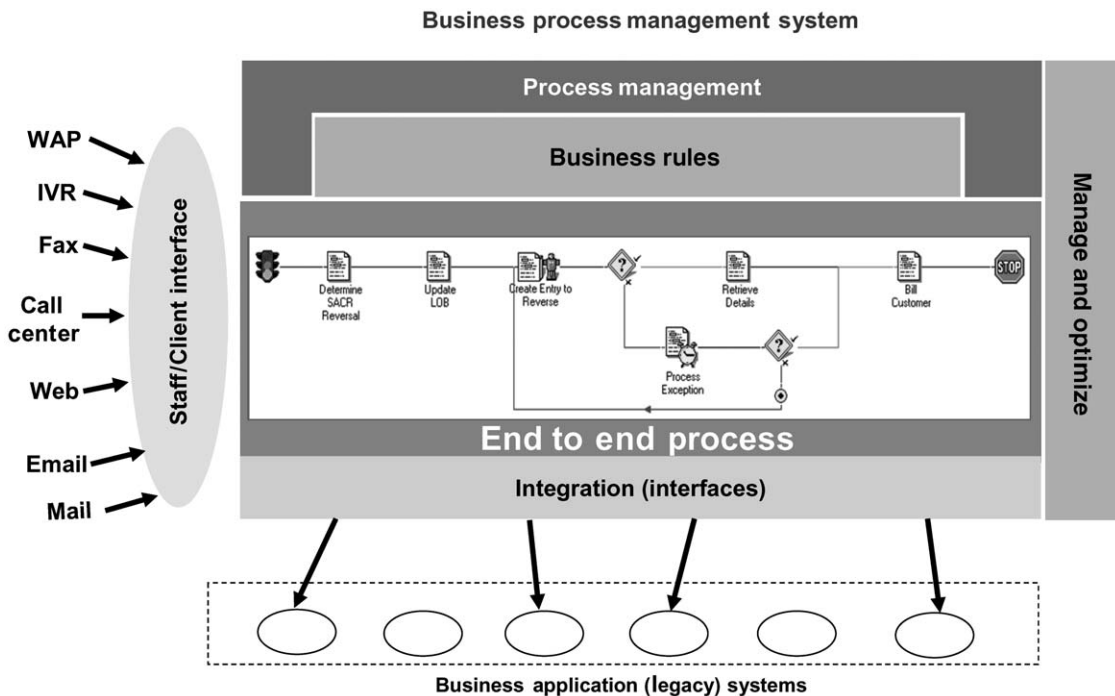 Business process management system
Process management
Business rules
WAP
IVR
Fax
Call
center
Web
Email
Mail
Staff/Client interface
Determine
SACR
Reversal
Update
LOB
Create Entry to
Reverse
?
Retrieve
Details
Bill
Customer
STOP
Process
Exception
?
End to end process
Integration (interfaces)
Manage and optimize
Business application (legacy) systems